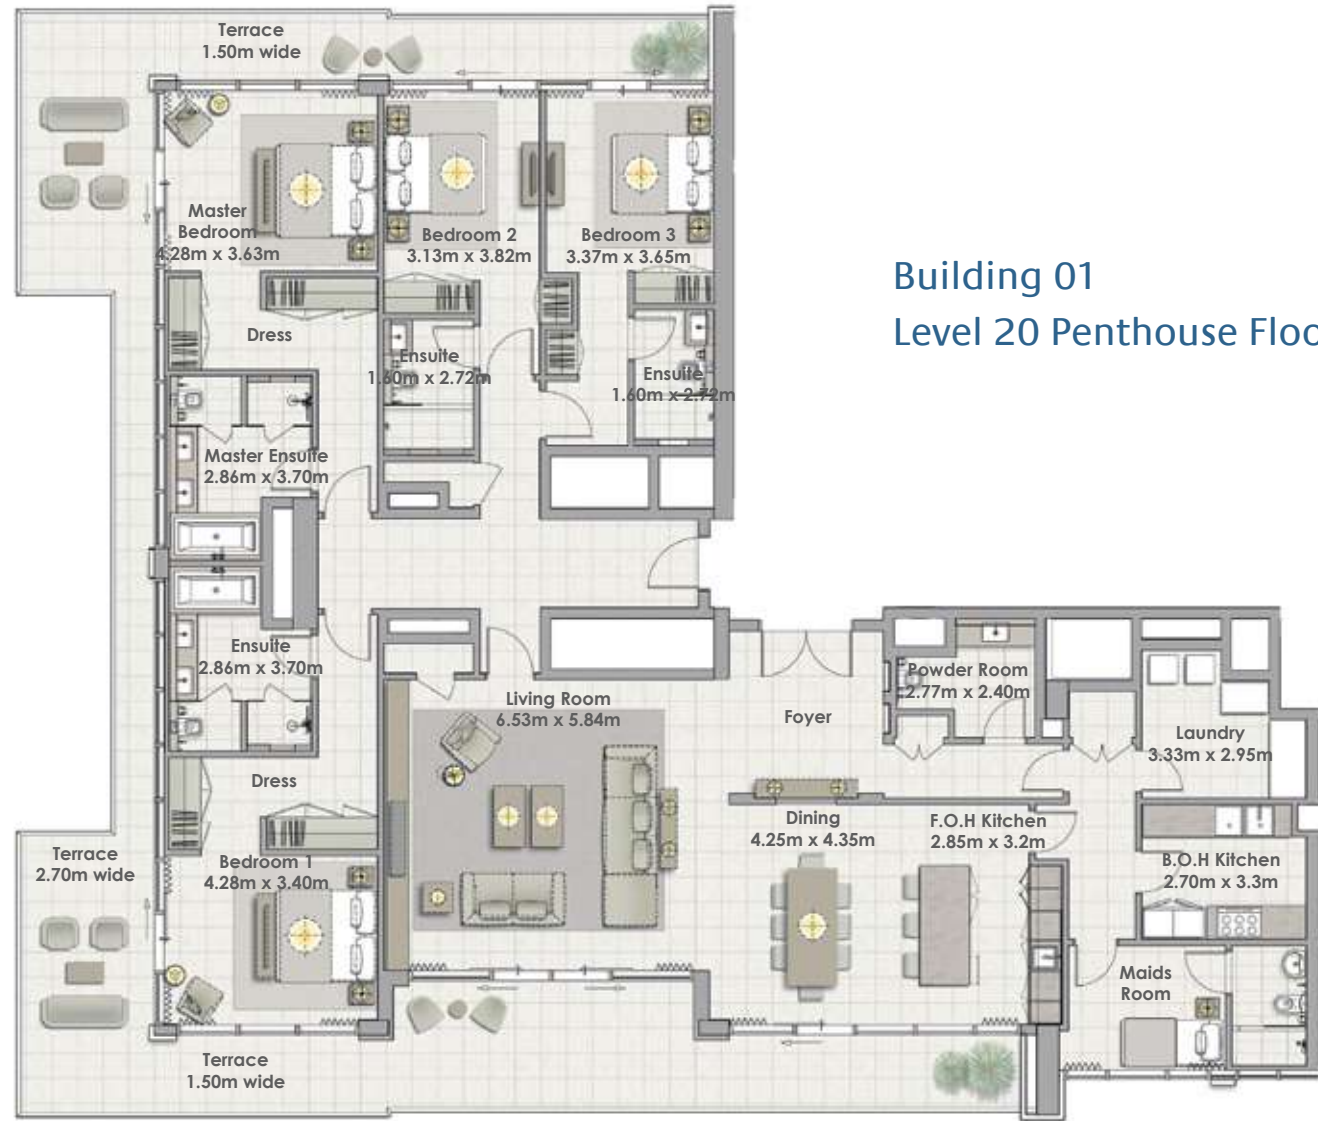 Terrace
1.50m wide
Master
Bedroom
4.28m x 3.63m
Bedroom 2
3.13m x 3.82m
Bedroom 3
3.37m x 3.65m
Building 01
Level 20 Penthouse Floo
Dress
Ensuite
1.60m x 2.72m
Ensuite
1.60m x 2.72m
Master Ensuite
2.86m x 3.70m
Ensuite
2.86m x 3.70m
Living Room
6.53m x 5.84m
Foyer
Powder Room
2.77m x 2.40m
Laundry
3.33m x 2.95m
Dress
Dining
4.25m x 4.35m
F.O.H Kitchen
2.85m x 3.2m
Terrace
2.70m wide
Bedroom 1
4.28m x 3.40m
B.O.H Kitchen
2.70m x 3.3m
Maids
Room
Terrace
1.50m wide